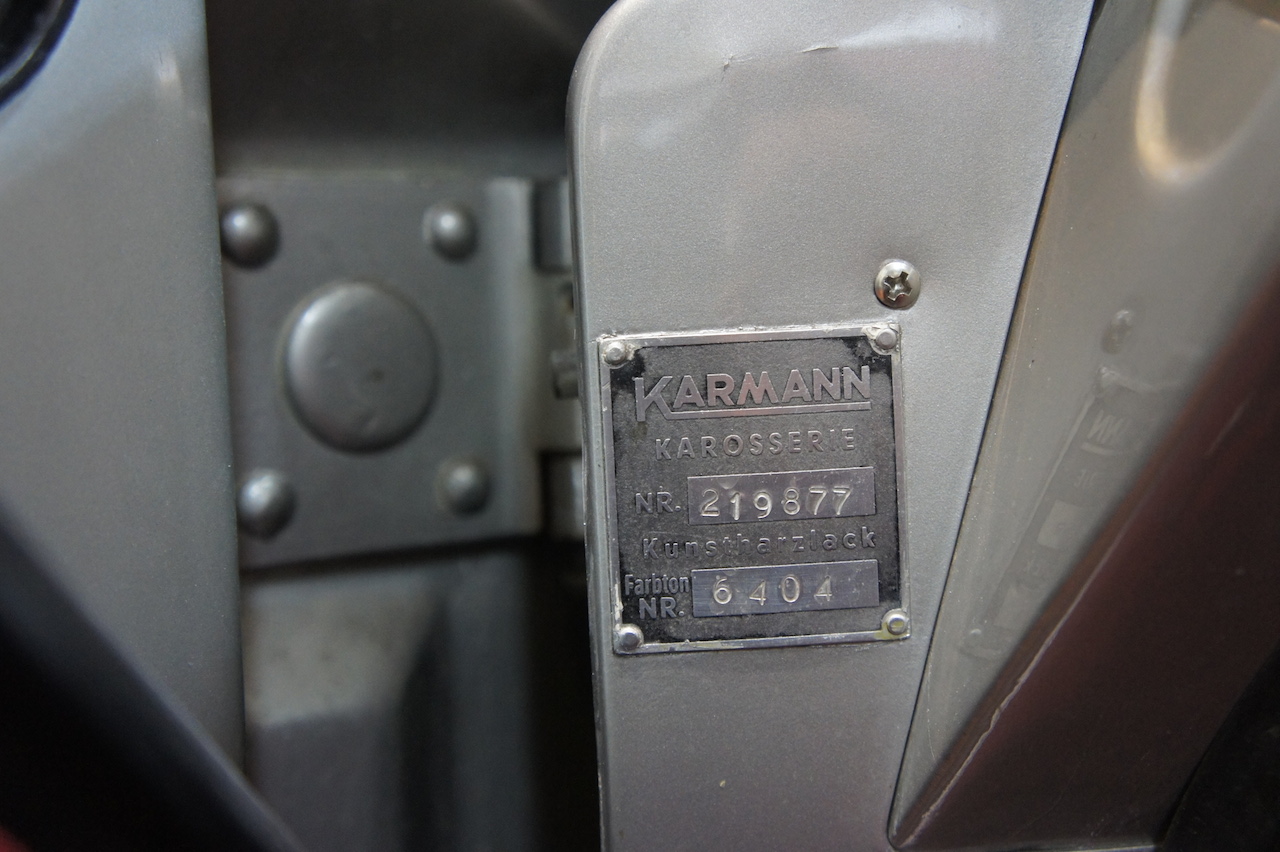 KARMANN
KAROSSERIE
NR. 219877
Kunstharzlack
Farbton
NR. 6404